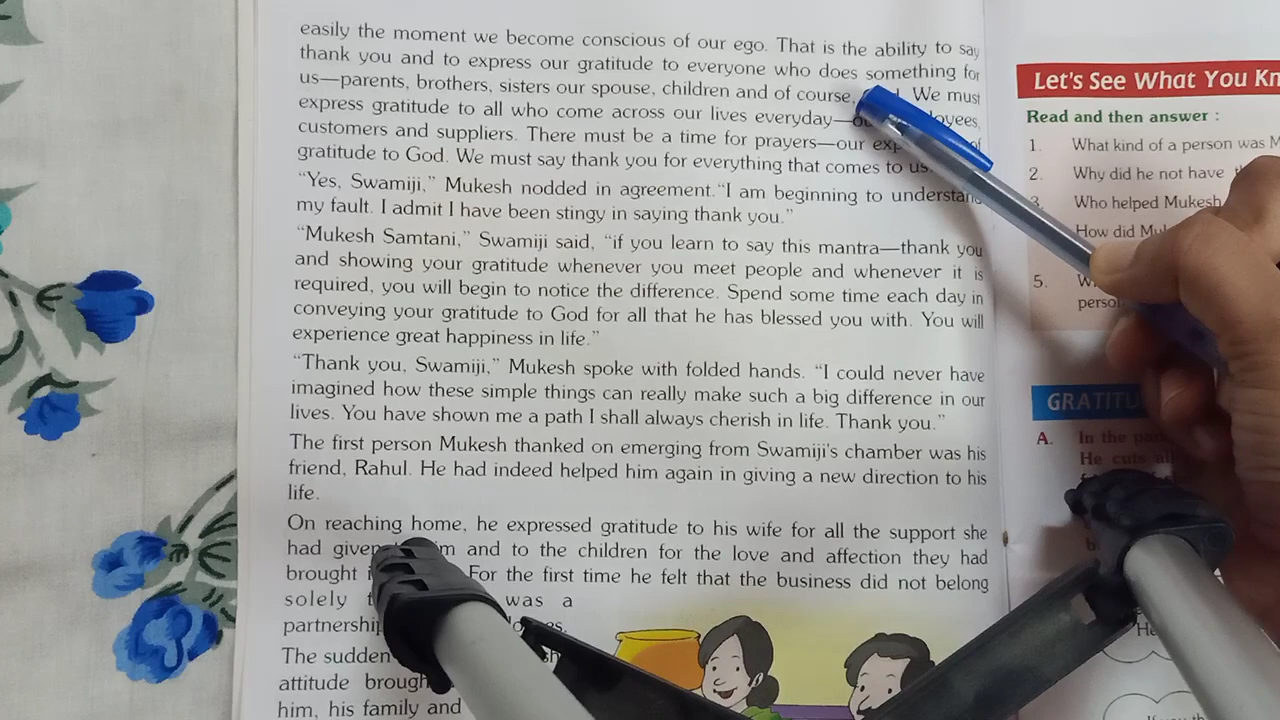 easily the moment we become conscious of our ego. That is the ability to say
thank you and to express our gratitude to everyone who does something for
us—parents, brothers, sisters our spouse, children and of course, We must
express gratitude to all who come across our lives everyday—
customers and suppliers. There must be a time for prayers—our
gratitude to God. We must say thank you for everything that comes to us.
“Yes, Swamiji,” Mukesh nodded in agreement. “I am beginning to understand
my fault. I admit I have been stingy in saying thank you.”
“Mukesh Samtani,” Swamiji said, “if you learn to say this mantra—thank you
and showing your gratitude whenever you meet people and whenever it is
required, you will begin to notice the difference. Spend some time each day in
conveying your gratitude to God for all that he has blessed you with. You will
experience great happiness in life.”
“Thank you, Swamiji,” Mukesh spoke with folded hands. “I could never have
imagined how these simple things can really make such a big difference in our
lives. You have shown me a path I shall always cherish in life. Thank you.”
The first person Mukesh thanked on emerging from Swamiji's chamber was his
friend, Rahul. He had indeed helped him again in giving a new direction to his
life.
On reaching home, he expressed gratitude to his wife for all the support she
had given and to the children for the love and affection they had
brought For the first time he felt that the business did not belong
solely was a
partnership
The sudden
attitude
him, his family and
Let's See What You
Read and then answer :
1. What kind of a person was
2. Why did he not have
3. Who helped Mukesh
How did
5.
A. In the
He cuts